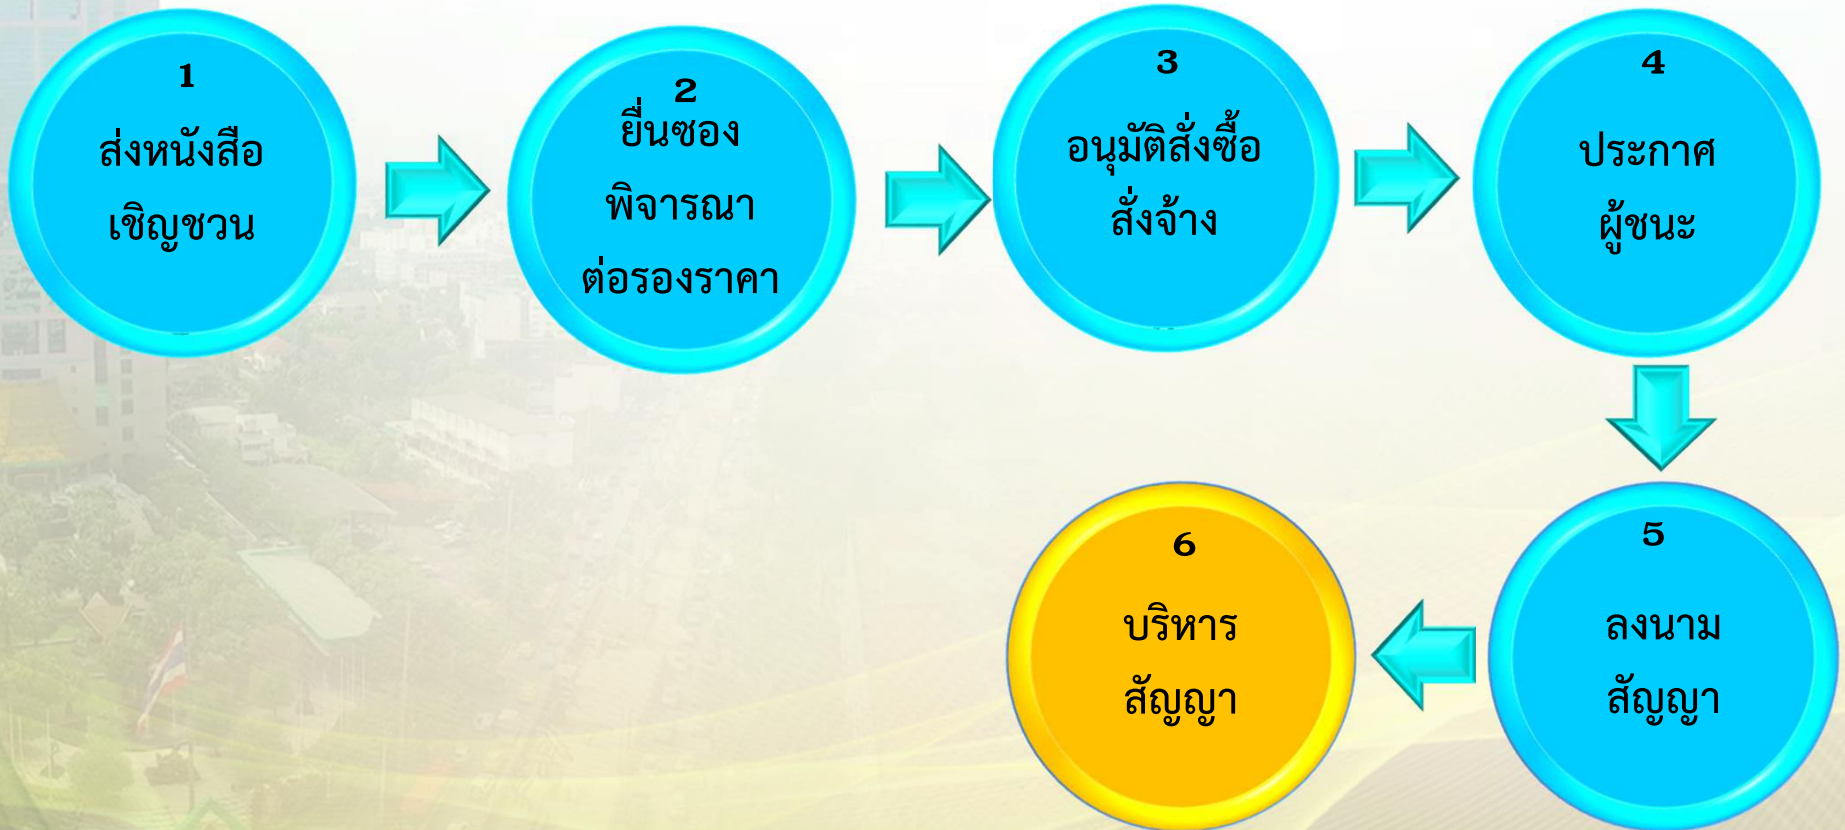 1
ส่งหนังสือ
เชิญชวน
2
ยื่นซอง
พิจารณา
ต่อรองราคา
3
อนุมัติสั่งซื้อ
สั่งจ้าง
4
ประกาศ
ผู้ชนะ
5
ลงนาม
สัญญา
6
บริหาร
สัญญา